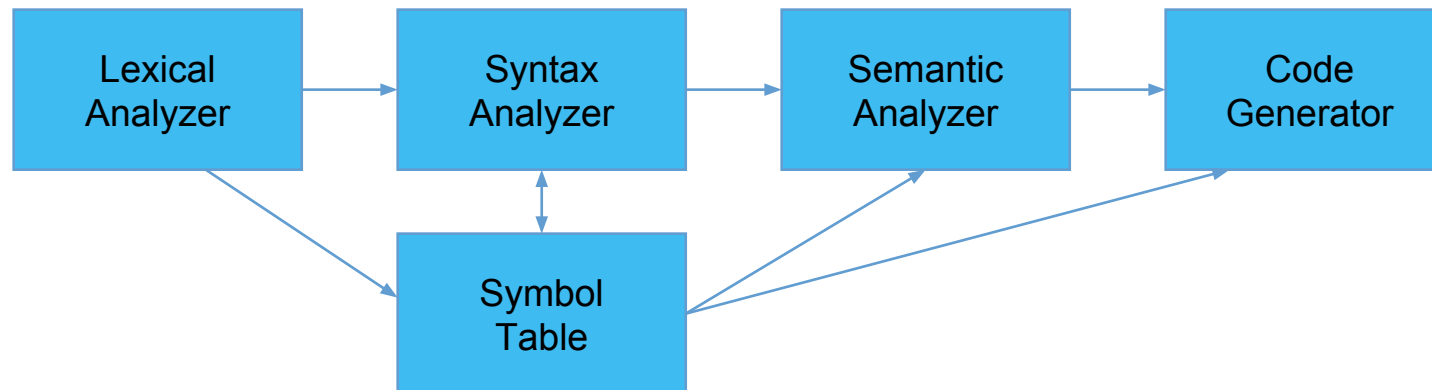 Lexical
Analyzer
Syntax
Analyzer
Semantic
Analyzer
Code
Generator
Symbol
Table